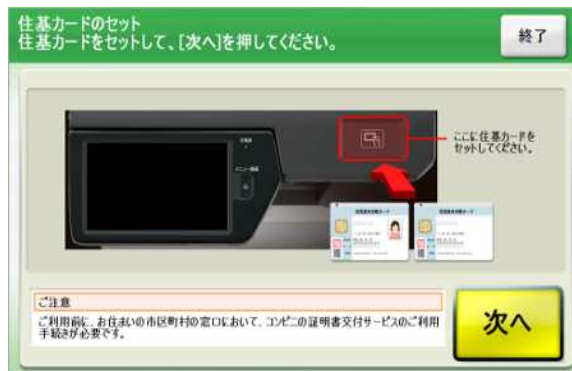 住基カードのセット
住基カードをセットして、[次へ]を押してください。
終了
ここに住基カードを
セットしてください。
ご注意
ご利用前に、お住まいの市区町村の窓口において、コンビニの証明書交付サービスのご利用
手続きが必要です。
次へ